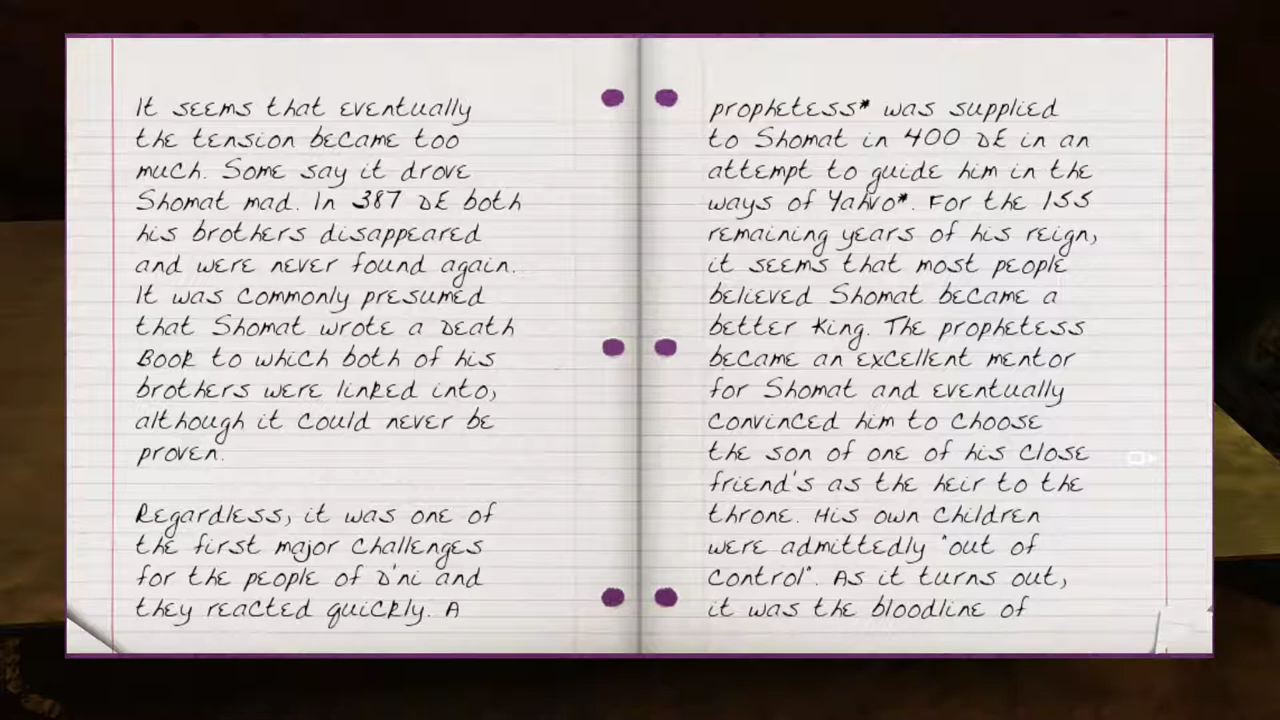 It seems that eventually
the tension became too
much. Some say it drove
Shomat mad. In 387 DE both
his brothers disappeared
and were never found again.
It was commonly presumed
that Shomat wrote a Death
Book to which both of his
brothers were linked into,
although it could never be
proven.
Regardless, it was one of
the first major challenges
for the people of D'ni and
they reacted quickly. A
prophetess* was supplied
to Shomat in 400 DE in an
attempt to guide him in the
ways of Yahvo*. For the 155
remaining years of his reign,
it seems that most people
believed Shomat became a
better King. The prophetess
became an excellent mentor
for Shomat and eventually
convinced him to choose
the son of one of his close
friend's as the heir to the
throne. His own children
were admittedly "out of
control". As it turns out,
it was the bloodline of